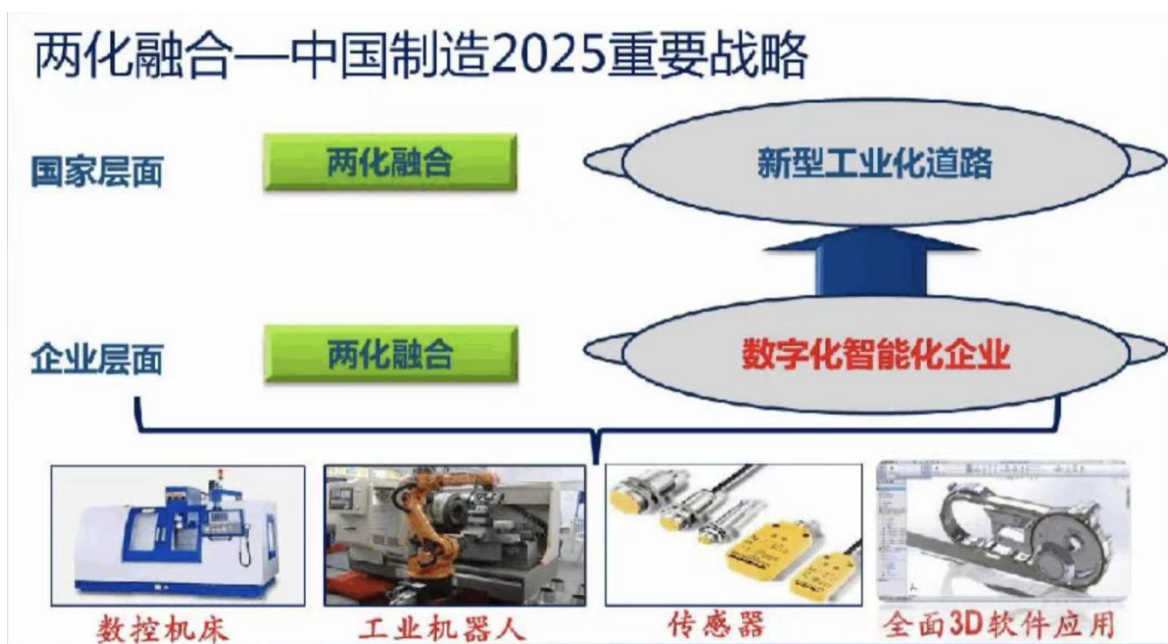 两化融合—中国制造2025重要战略
国家层面
两化融合
新型工业化道路
企业层面
两化融合
数字化智能化企业
数控机床
工业机器人
传感器
全面3D软件应用